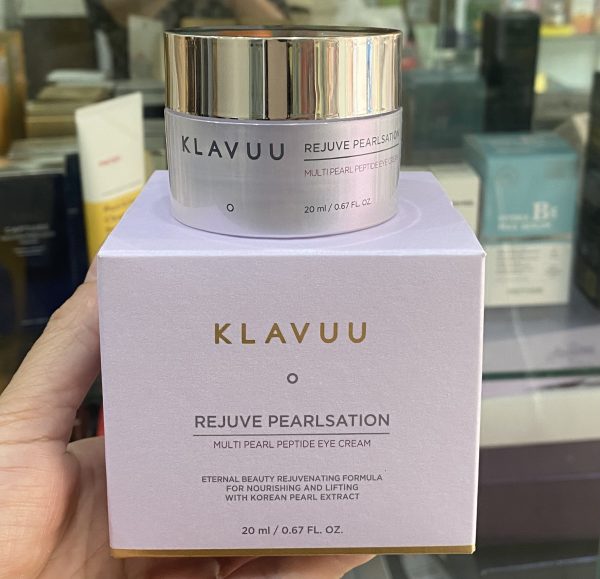 KLAVUU
REJUVE PEARLSATION
MULTI PEARL PEPTIDE EYE CREAM
20 ml / 0.67 FL. OZ.
KLAVUU
REJUVE PEARLSATION
MULTI PEARL PEPTIDE EYE CREAM
ETERNAL BEAUTY REJUVENATING FORMULA
FOR NOURISHING AND LIFTING
WITH KOREAN PEARL EXTRACT
20 ml / 0.67 FL. OZ.